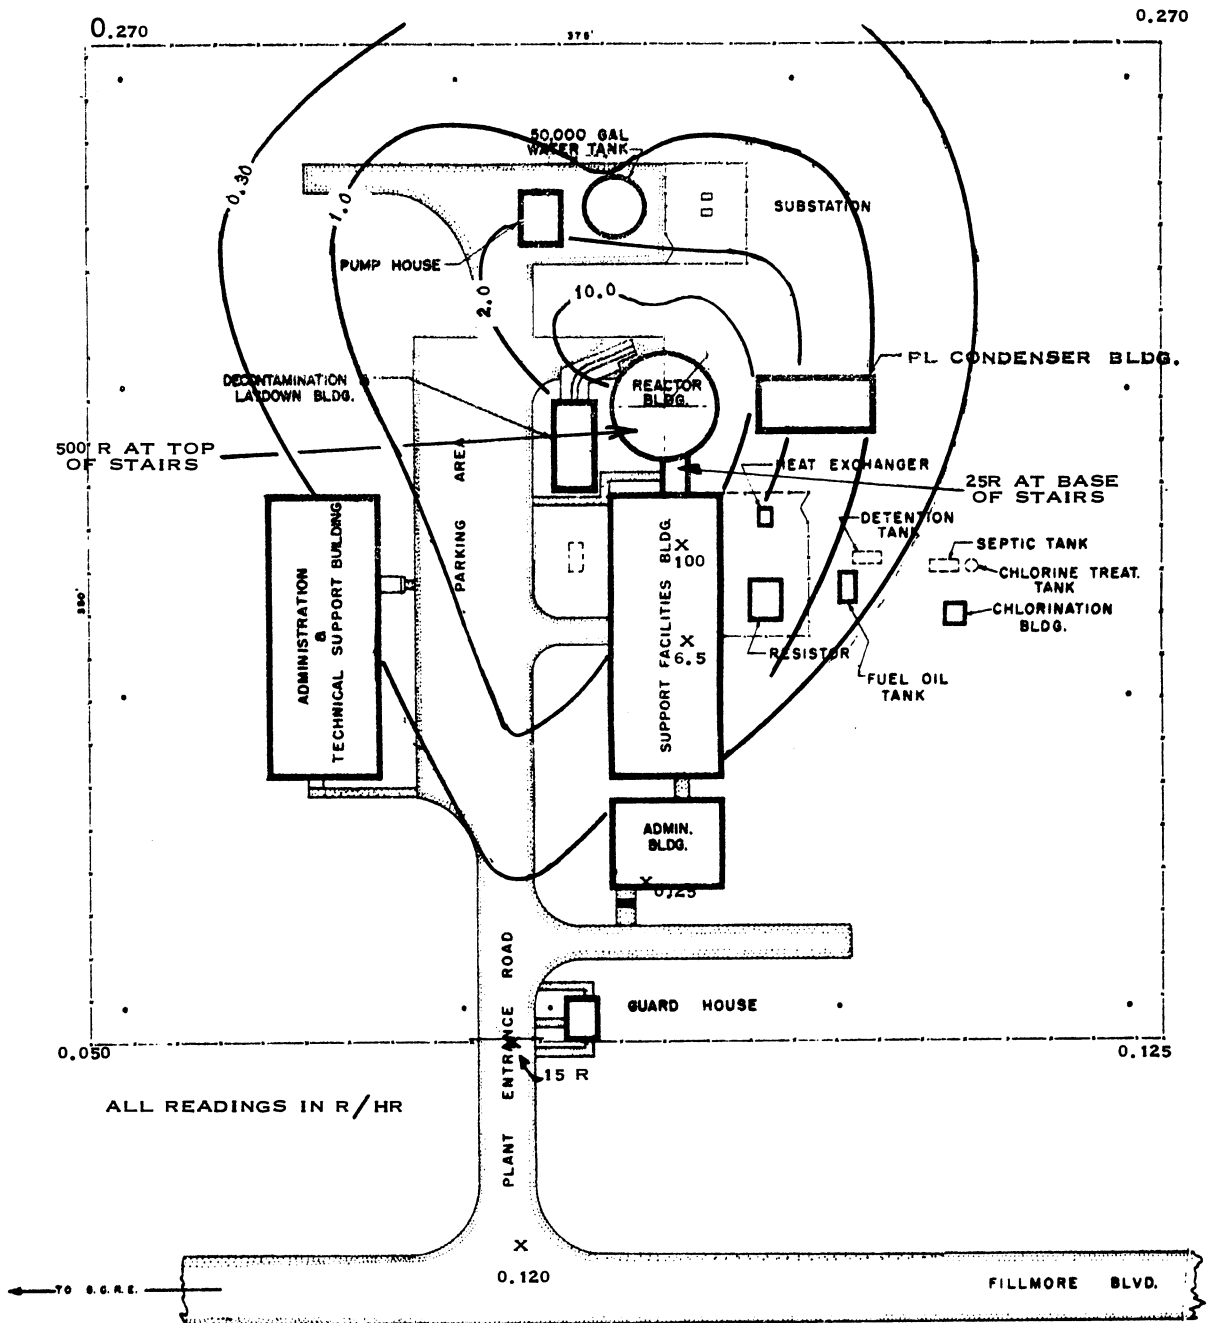 0.270
375'
0.270
50,000 GAL
WATER TANK
0.30
1.0
SUBSTATION
PUMP HOUSE
2.0
10.0
PL CONDENSER BLDG.
DECONTAMINATION &
LAYDOWN BLDG.
REACTOR
BLDG.
500 R AT TOP
OF STAIRS
PARKING AREA
HEAT EXCHANGER
25R AT BASE
OF STAIRS
DETENTION
TANK
SEPTIC TANK
CHLORINE TREAT.
TANK
CHLORINATION
BLDG.
ADMINISTRATION
&
TECHNICAL SUPPORT BUILDING
SUPPORT FACILITIES BLDG.
X
100
X
6.5
RESISTOR
FUEL OIL
TANK
ADMIN.
BLDG.
X
0.25
PLANT ENTRANCE ROAD
GUARD HOUSE
0.050
0.125
.15 R
ALL READINGS IN R/HR
X
0.120
FILLMORE BLVD.